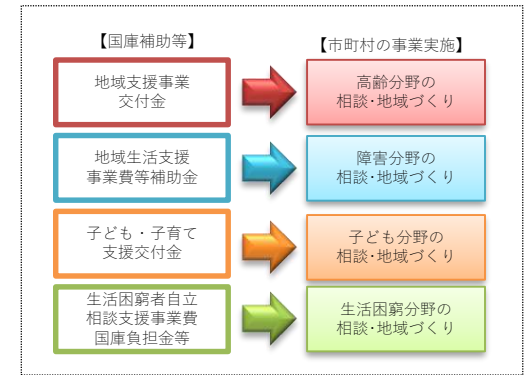 【国庫補助等】
【市町村の事業実施】
地域支援事業
交付金
高齢分野の
相談･地域づくり
地域生活支援
事業費等補助金
障害分野の
相談･地域づくり
子ども・子育て
支援交付金
子ども分野の
相談･地域づくり
生活困窮者自立
相談支援事業費
国庫負担金等
生活困窮分野の
相談･地域づくり